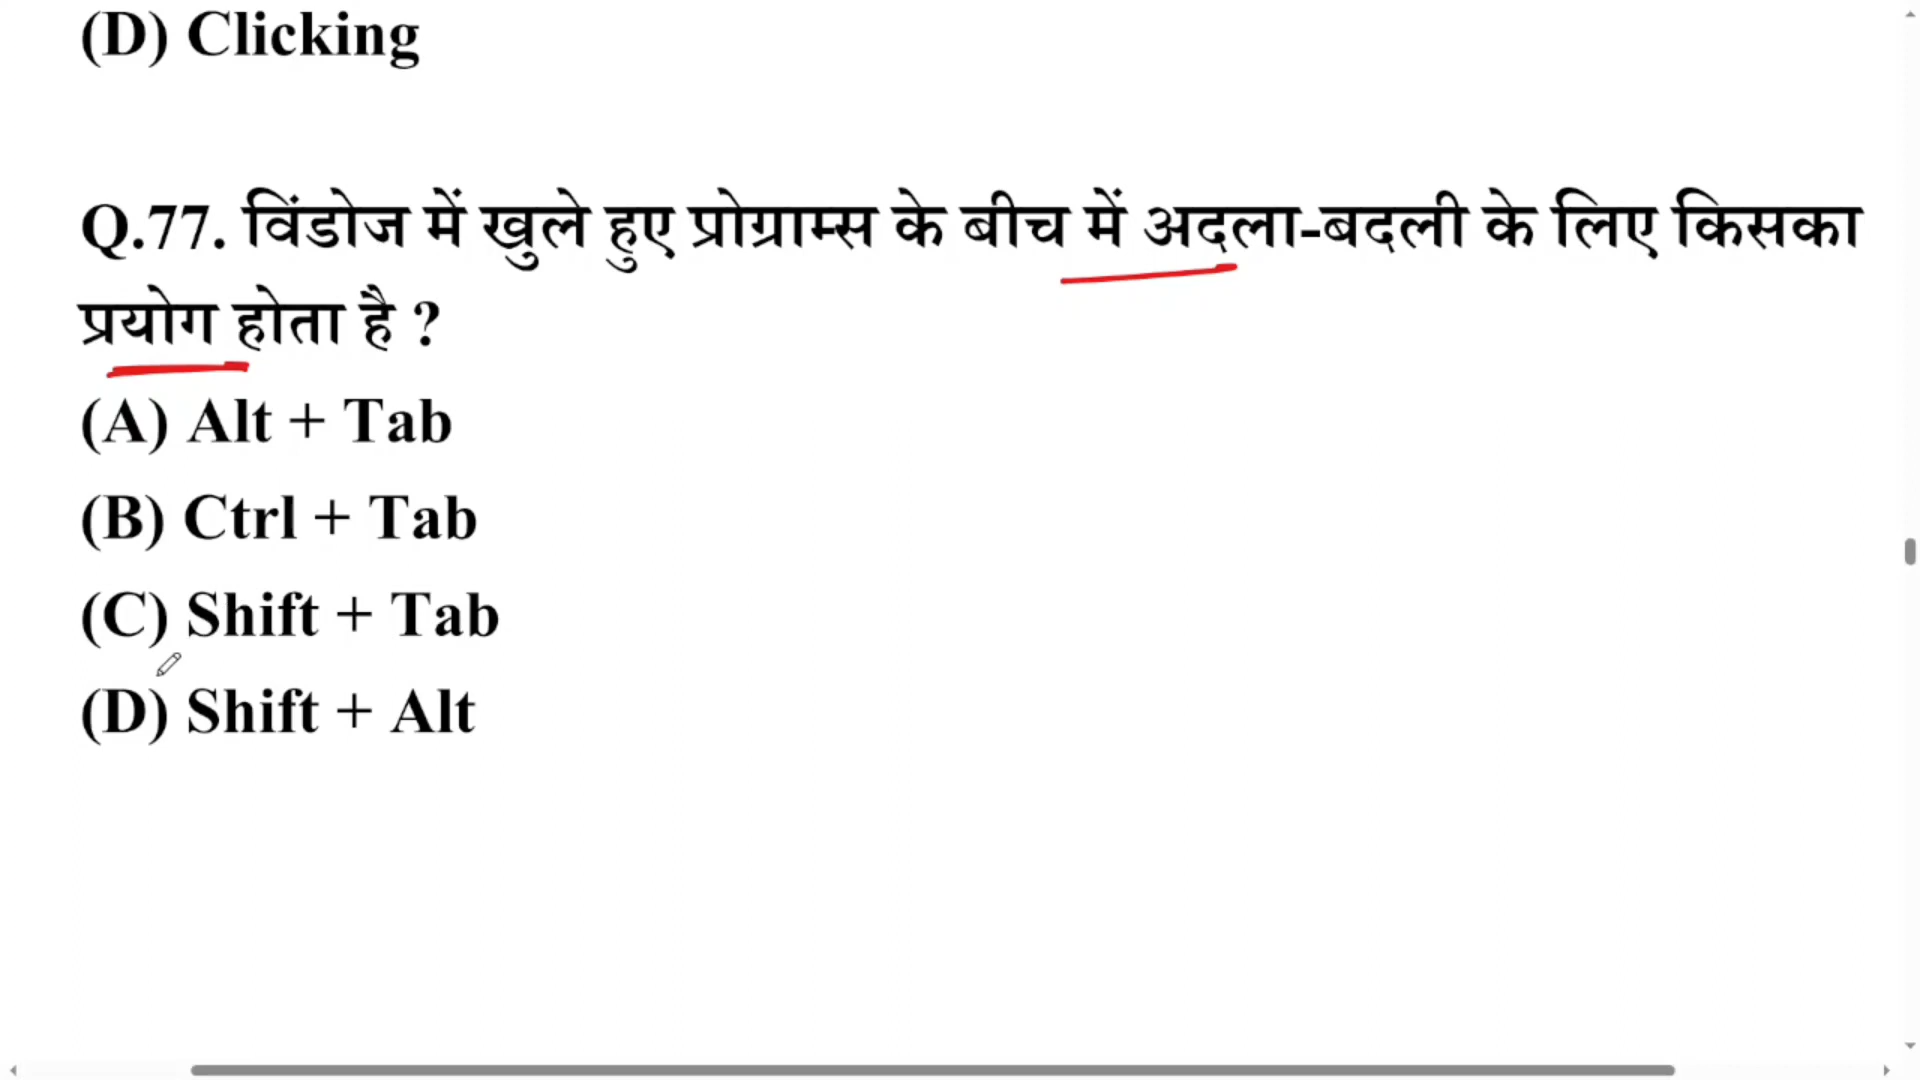 (D) Clicking
Q.77. विंडोज में खुले हुए प्रोग्राम्स के बीच में अदला-बदली के लिए किसका
प्रयोग होता है ?
(A) Alt + Tab
(B) Ctrl + Tab
(C) Shift + Tab
(D) Shift + Alt